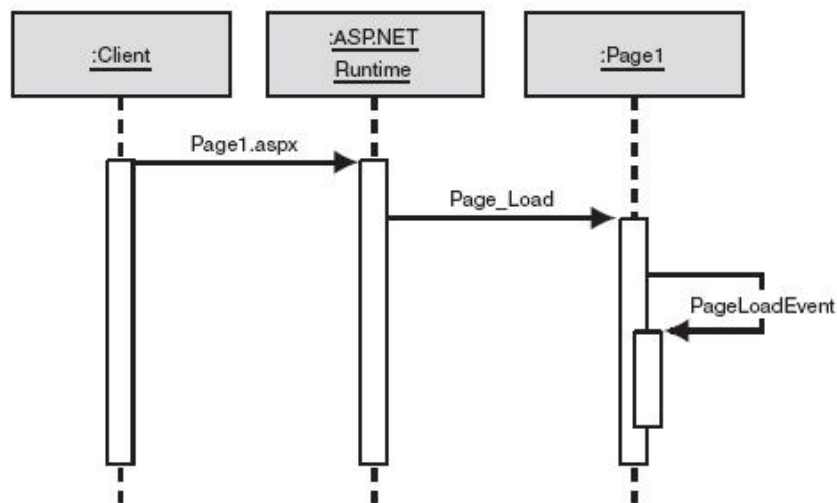 :Client
:ASP.NET
Runtime
:Page1
Page1.aspx
Page_Load
PageLoadEvent